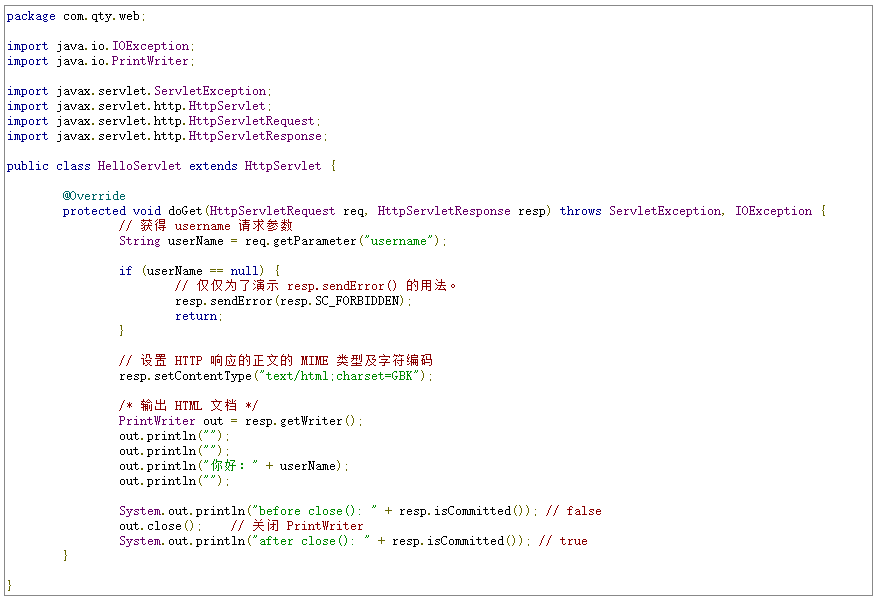 package com.qty.web;

import java.io.IOException;
import java.io.PrintWriter;

import javax.servlet.ServletException;
import javax.servlet.http.HttpServlet;
import javax.servlet.http.HttpServletRequest;
import javax.servlet.http.HttpServletResponse;

public class HelloServlet extends HttpServlet {

        @Override
        protected void doGet(HttpServletRequest req, HttpServletResponse resp) throws ServletException, IOException {
                // 获得 username 请求参数
                String userName = req.getParameter("username");

                if (userName == null) {
                        // 仅仅为了演示 resp.sendError() 的用法。
                        resp.sendError(resp.SC_FORBIDDEN);
                        return;
                }

                // 设置 HTTP 响应的正文的 MIME 类型及字符编码
                resp.setContentType("text/html;charset=GBK");

                /* 输出 HTML 文档 */
                PrintWriter out = resp.getWriter();
                out.println("");
                out.println("");
                out.println("你好：" + userName);
                out.println("");

                System.out.println("before close(): " + resp.isCommitted()); // false
                out.close();    // 关闭 PrintWriter
                System.out.println("after close(): " + resp.isCommitted()); // true
        }

}